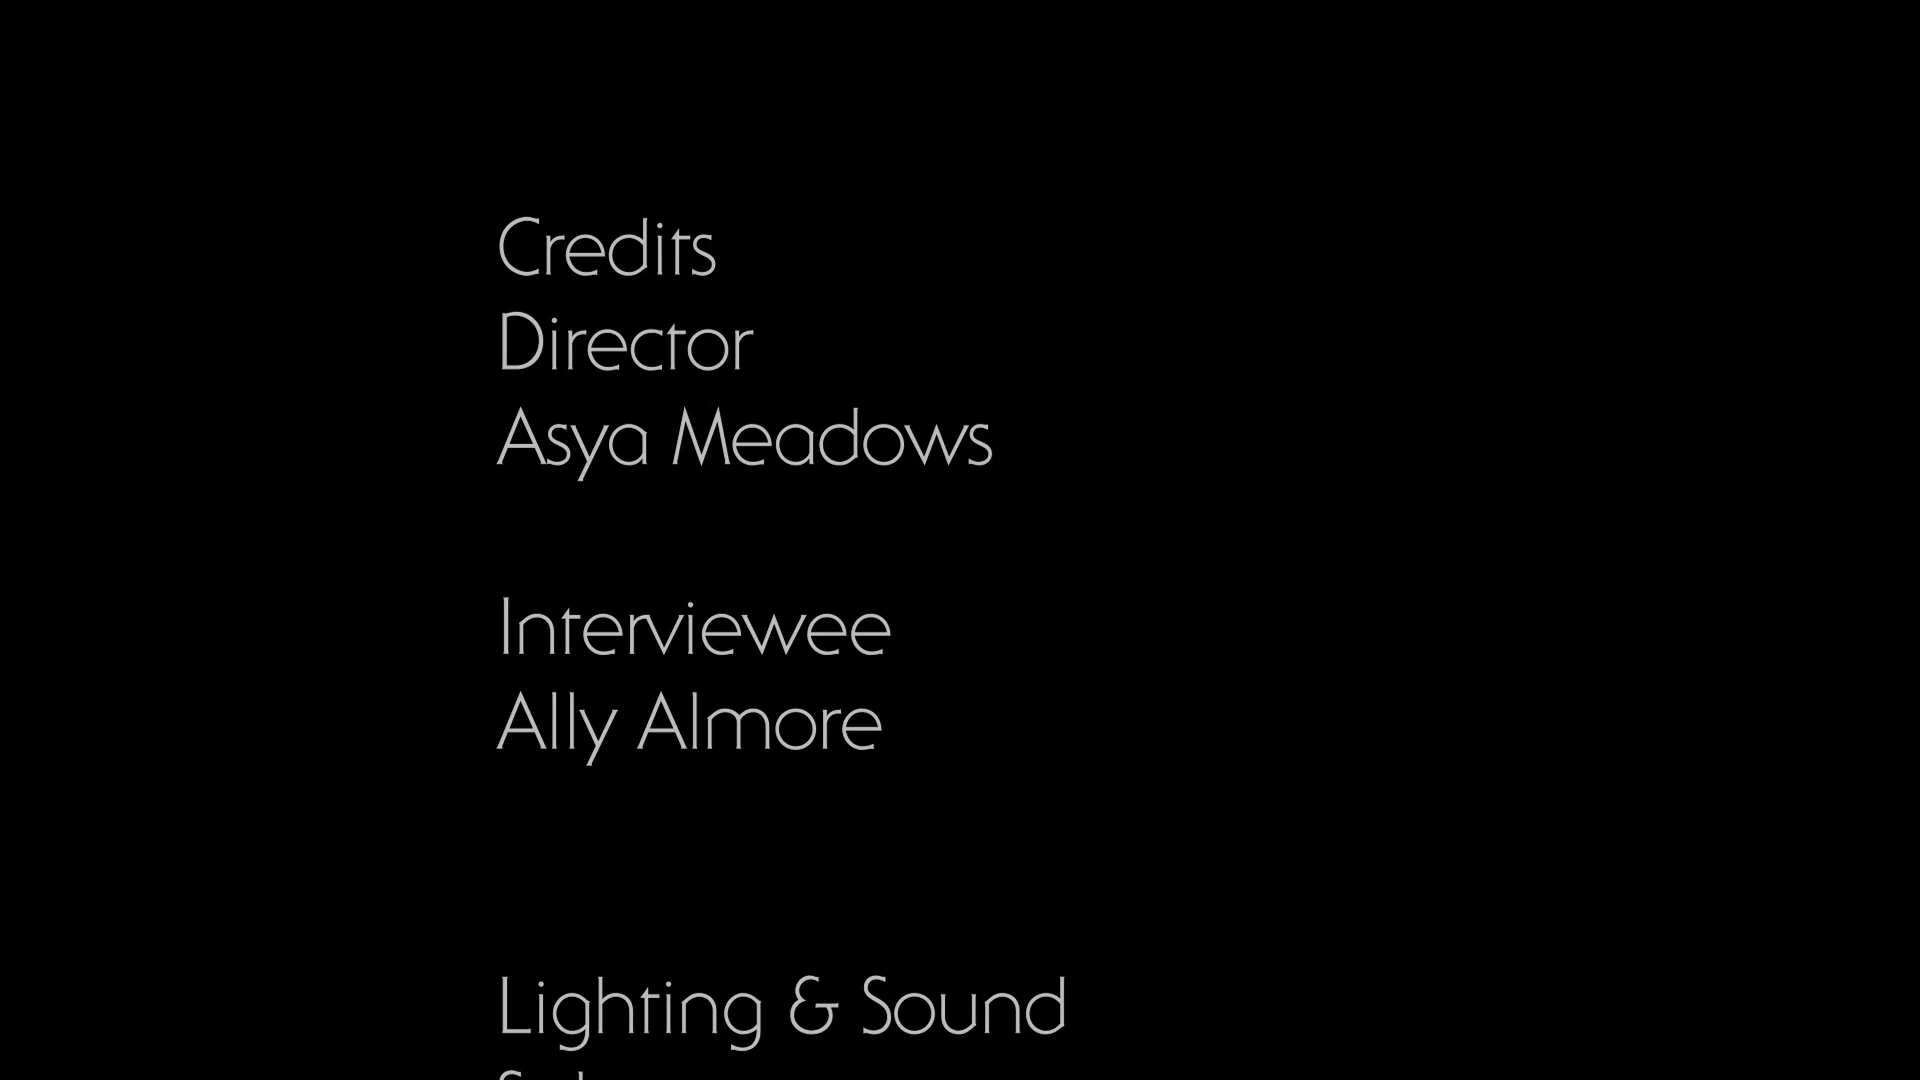 Credits
Director
Asya Meadows
Interviewee
Ally Almore
Lighting & Sound